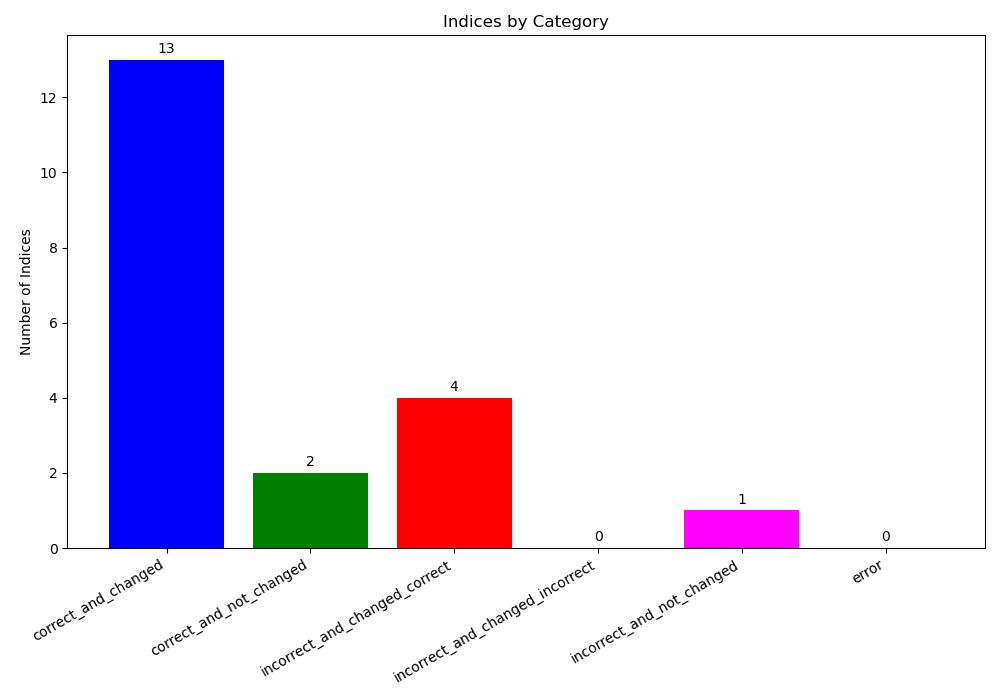 Indices by Category
Number of Indices
12
10
8
6
4
2
0
13
2
4
0
1
0
correct_and_changed
correct_and_not_changed
incorrect_and_changed_correct
incorrect_and_changed_incorrect
incorrect_and_not_changed
error